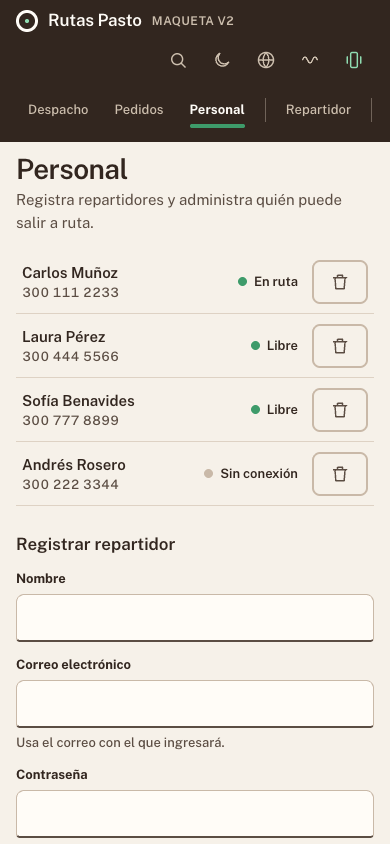 Rutas Pasto MAQUETA V2
Despacho Pedidos Personal Repartidor
Personal
Registra repartidores y administra quién puede
salir a ruta.
Carlos Muñoz
300 111 2233
En ruta
Laura Pérez
300 444 5566
Libre
Sofía Benavides
300 777 8899
Libre
Andrés Rosero
300 222 3344
Sin conexión
Registrar repartidor
Nombre
Correo electrónico
Usa el correo con el que ingresará.
Contraseña